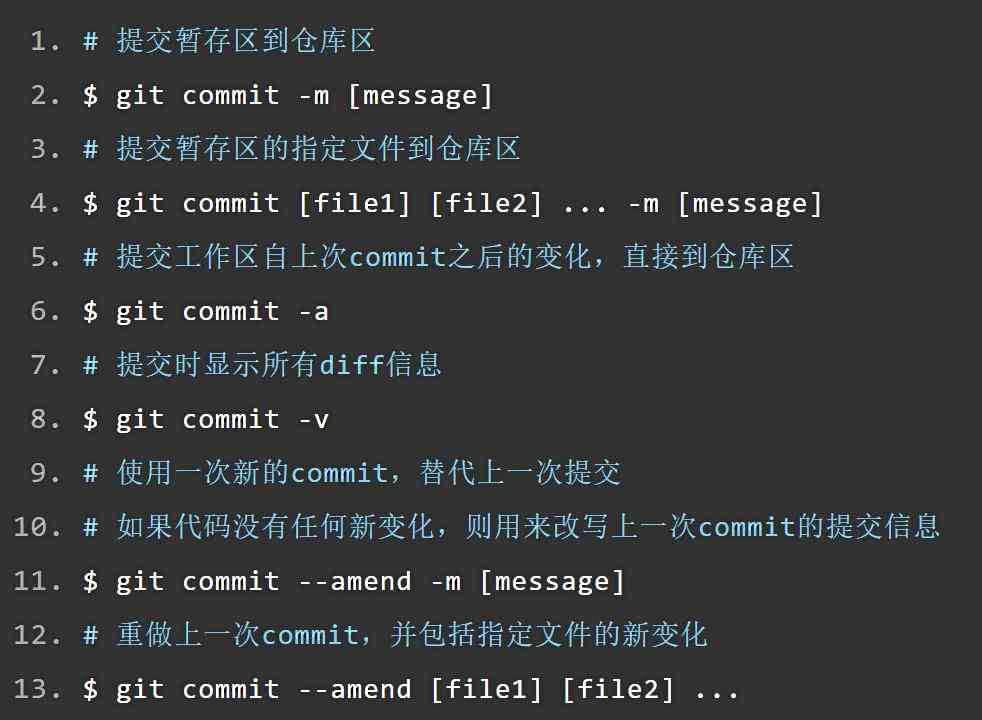 1. # 提交暂存区到仓库区
2. $ git commit -m [message]
3. # 提交暂存区的指定文件到仓库区
4. $ git commit [file1] [file2] ... -m [message]
5. # 提交工作区自上次commit之后的变化，直接到仓库区
6. $ git commit -a
7. # 提交时显示所有diff信息
8. $ git commit -v
9. # 使用一次新的commit，替代上一次提交
10. # 如果代码没有任何新变化，则用来改写上一次commit的提交信息
11. $ git commit --amend -m [message]
12. # 重做上一次commit，并包括指定文件的新变化
13. $ git commit --amend [file1] [file2] ...